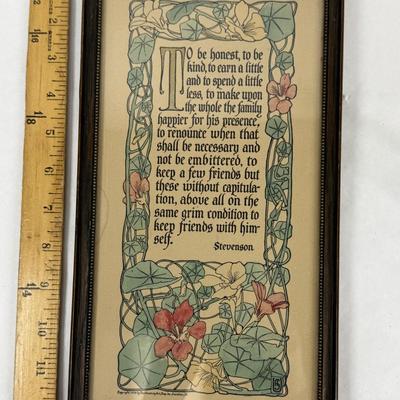 To be honest, to be
kind, to earn a little
and to spend a little
less, to make upon
the whole the family
happier for his presence,
to renounce when that
shall be necessary and
not be embittered, to
keep a few friends but
these without capitula-
tion, above all on the
same grim condition to
keep friends with him
self.
Stevenson